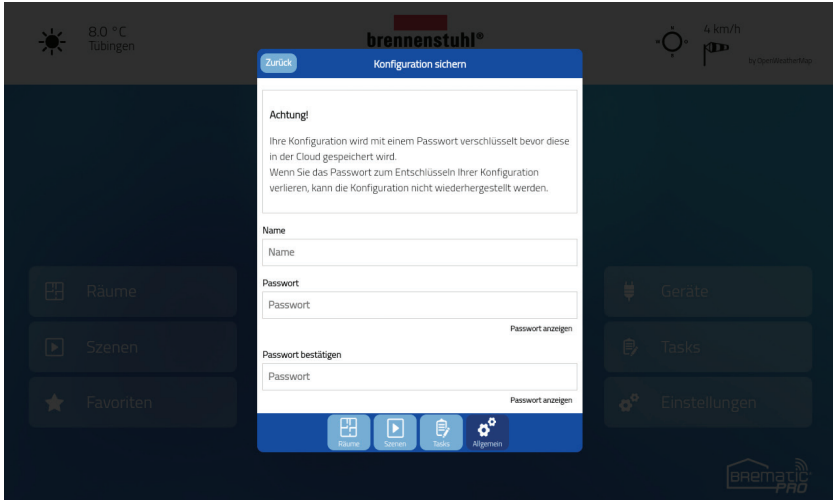 8.0 °C
Tübingen
brennenstuhl®
4 km/h
by OpenWeatherMap
Zurück
Konfiguration sichern
Achtung!
Ihre Konfiguration wird mit einem Passwort verschlüsselt bevor diese
in der Cloud gespeichert wird.
Wenn Sie das Passwort zum Entschlüsseln Ihrer Konfiguration
verlieren, kann die Konfiguration nicht wiederhergestellt werden.
Name
Name
Passwort
Passwort
Passwort anzeigen
Passwort bestätigen
Passwort
Passwort anzeigen
Räume
Szenen
Favoriten
Geräte
Tasks
Einstellungen
Räume
Szenen
Tasks
Allgemein
Brematic
PRO